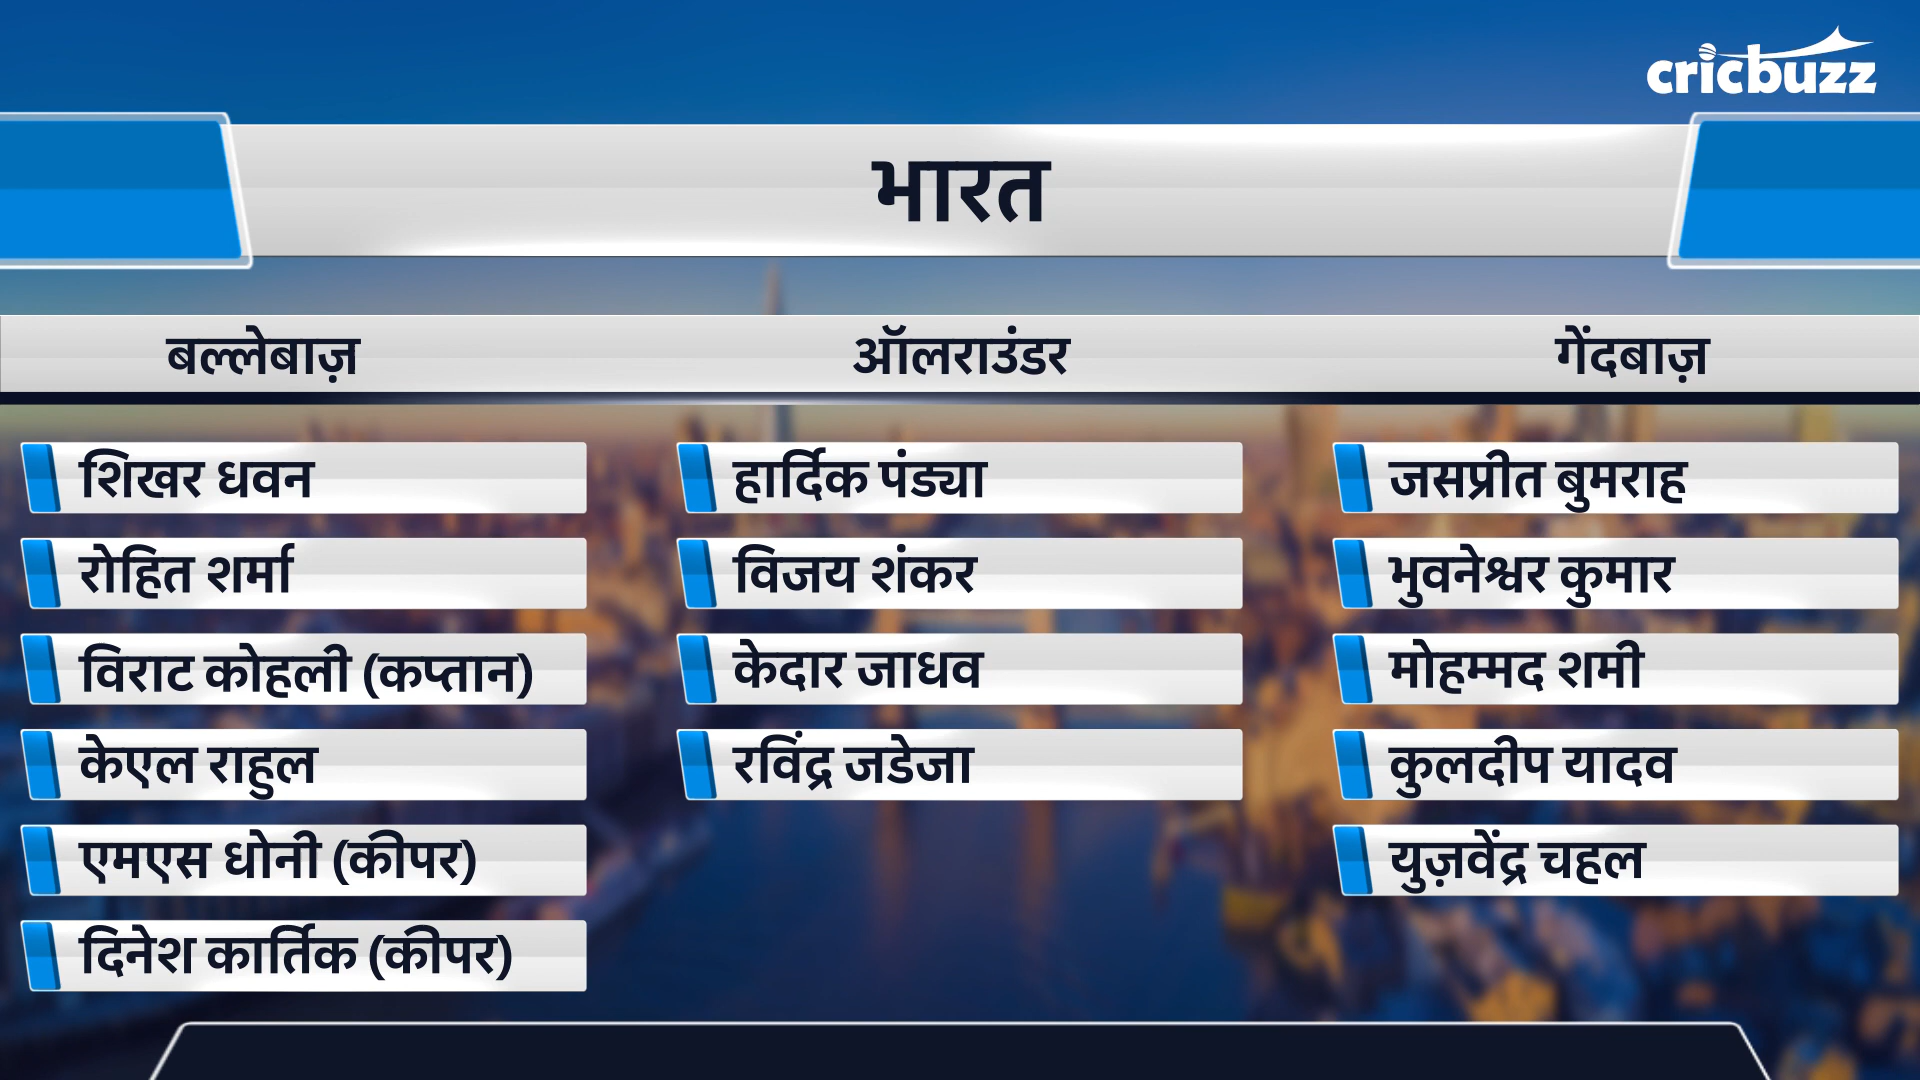 cricbuzz
भारत
बल्लेबाज़
ऑलराउंडर
गेंदबाज़
शिखर धवन
रोहित शर्मा
विराट कोहली (कप्तान)
केएल राहुल
एमएस धोनी (कीपर)
दिनेश कार्तिक (कीपर)
हार्दिक पंड्या
विजय शंकर
केदार जाधव
रविंद्र जडेजा
जसप्रीत बुमराह
भुवनेश्वर कुमार
मोहम्मद शमी
कुलदीप यादव
युज़वेंद्र चहल